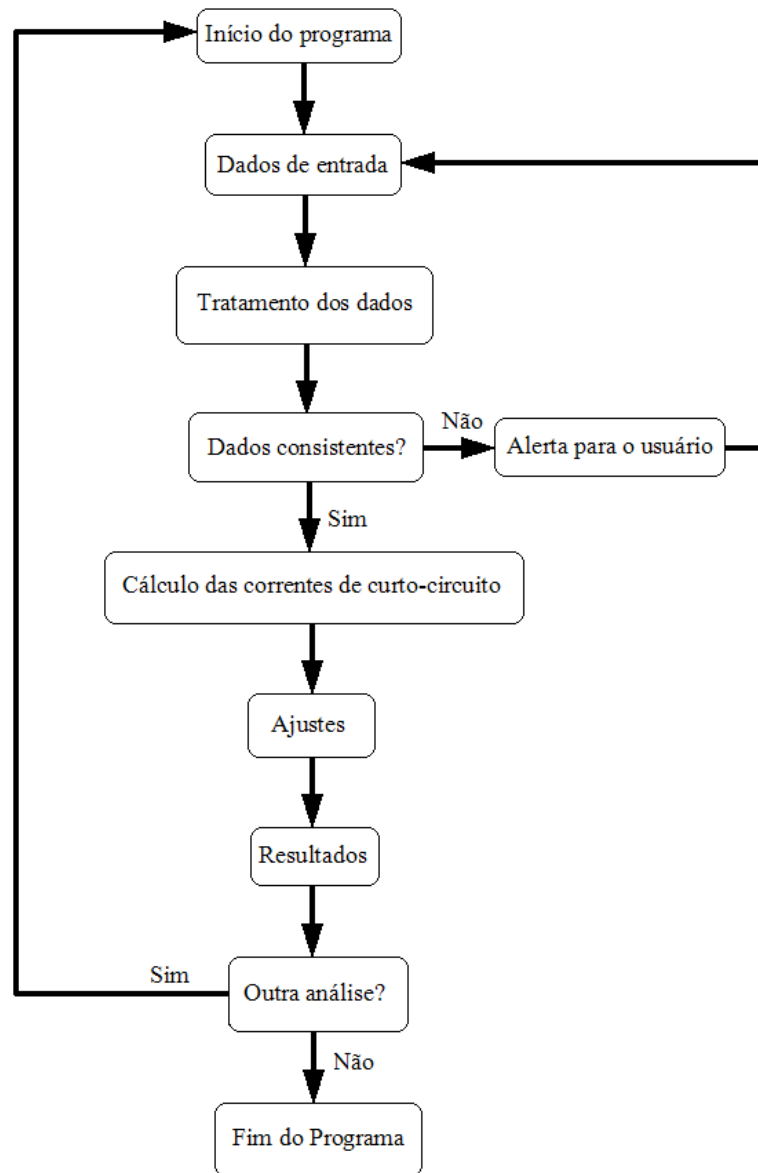 Início do programa
Dados de entrada
Tratamento dos dados
Dados consistentes?
Não
Alerta para o usuário
Sim
Cálculo das correntes de curto-circuito
Ajustes
Resultados
Outra análise?
Sim
Não
Fim do Programa